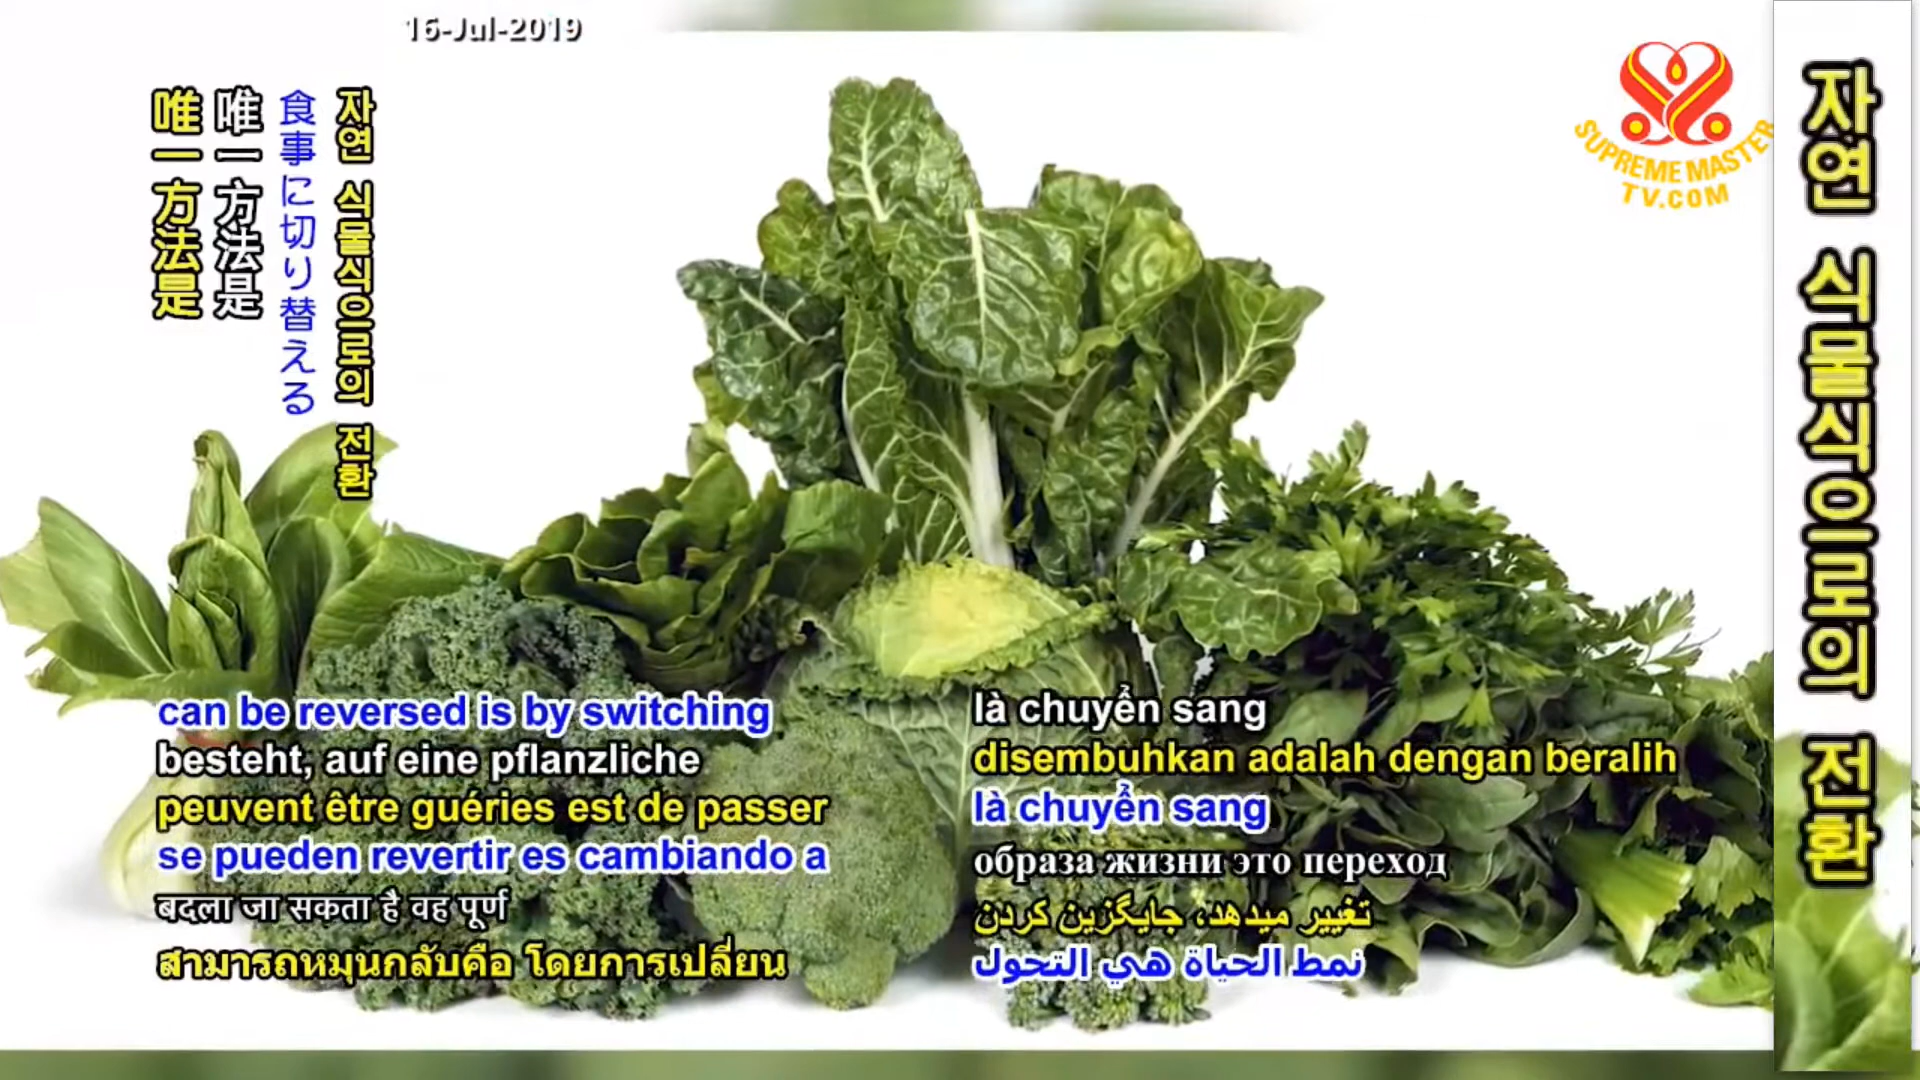 16-Jul-2019
자연 식물식으로의 전환
食事に切り替える
唯一方法是
唯一方法是
SUPREME MASTER
TV.COM
자연 식물식으로의 전환
can be reversed is by switching
besteht, auf eine pflanzliche
peuvent être guéries est de passer
se pueden revertir es cambiando a
बदला जा सकता है वह पूर्ण
สามารถหมุนกลับคือ โดยการเปลี่ยน
là chuyển sang
disembuhkan adalah dengan beralih
là chuyển sang
образа жизни это переход
تغییر میدهد، جایگزین کردن
نمط الحياة هي التحول